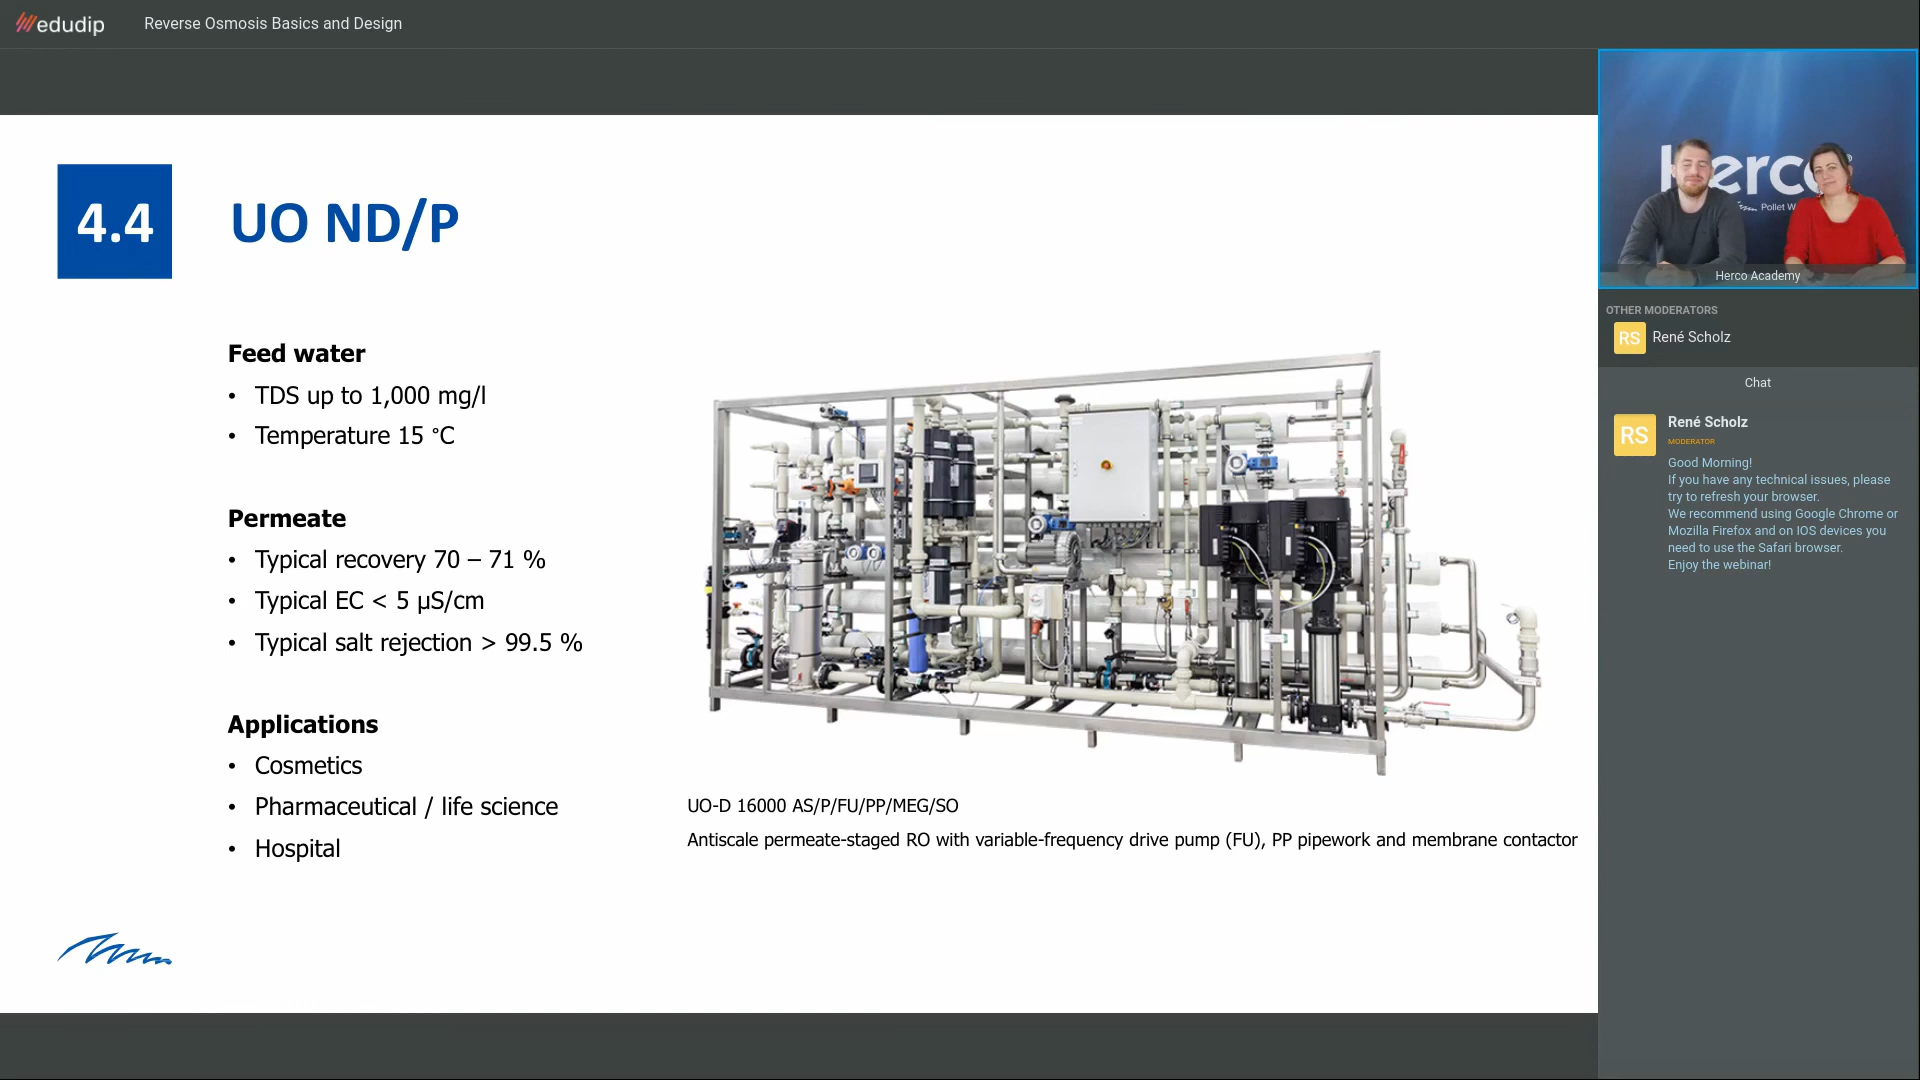 edudip
Reverse Osmosis Basics and Design
4.4
UO ND/P
Feed water
• TDS up to 1,000 mg/l
• Temperature 15 °C
Permeate
• Typical recovery 70 – 71 %
• Typical EC < 5 µS/cm
• Typical salt rejection > 99.5 %
Applications
• Cosmetics
• Pharmaceutical / life science
• Hospital
UO-D 16000 AS/P/FU/PP/MEG/SO
Antiscale permeate-staged RO with variable-frequency drive pump (FU), PP pipework and membrane contactor
herco
Pollet W
Herco Academy
OTHER MODERATORS
RS
René Scholz
Chat
RS
René Scholz
MODERATOR
Good Morning!
If you have any technical issues, please
try to refresh your browser.
We recommend using Google Chrome or
Mozilla Firefox and on IOS devices you
need to use the Safari browser.
Enjoy the webinar!